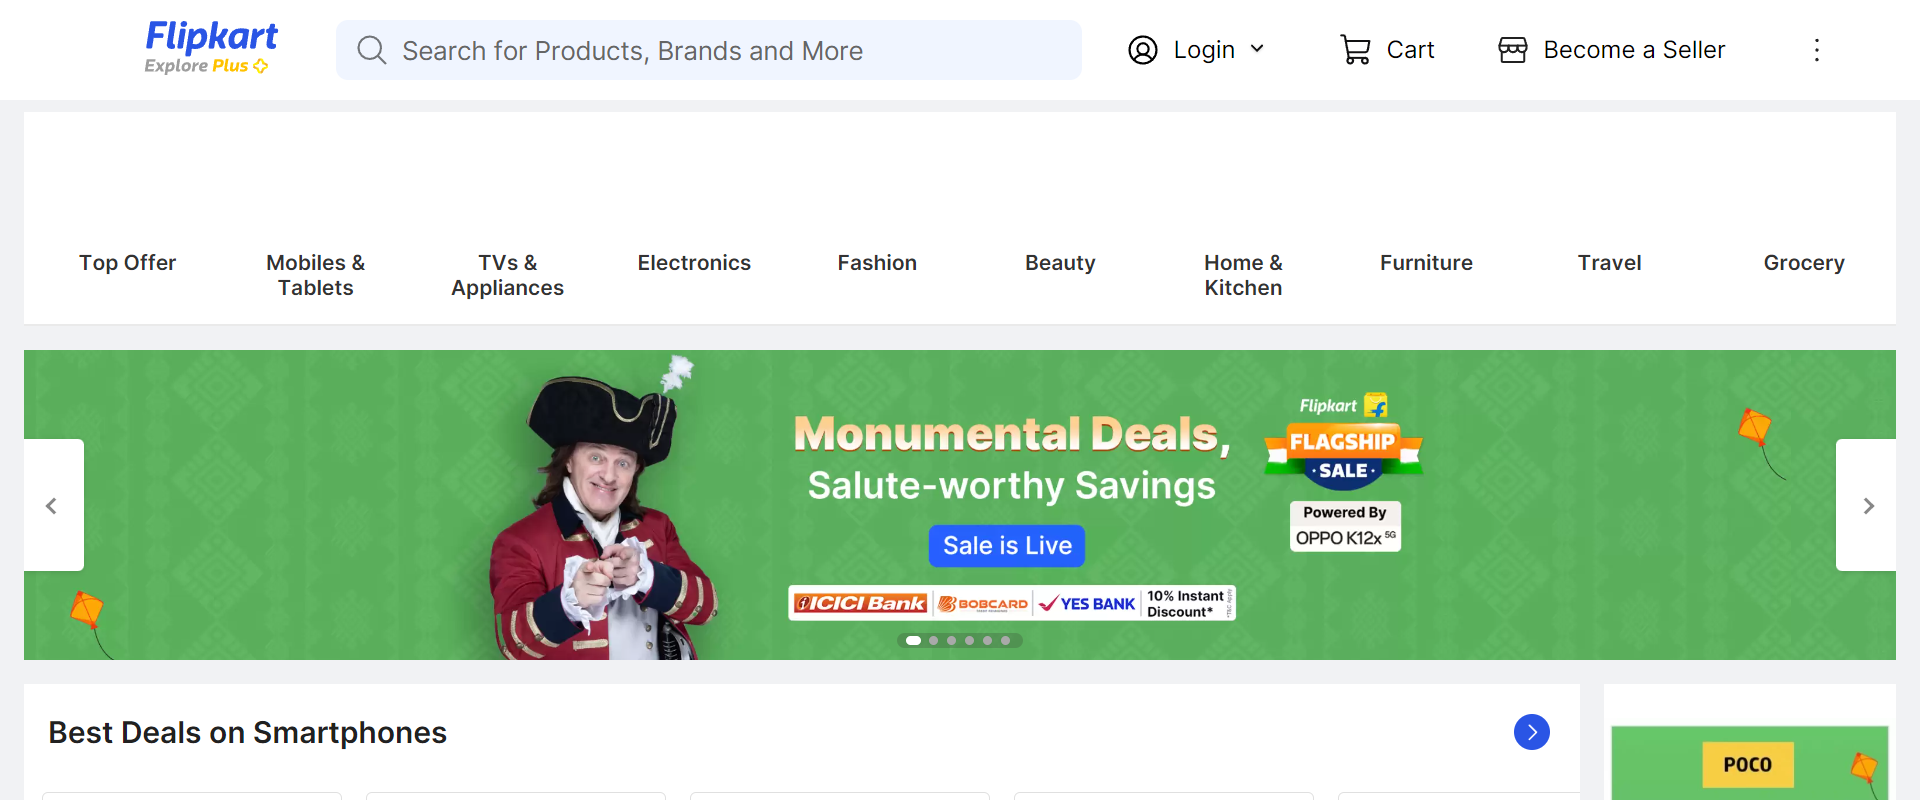 Flipkart
Explore Plus
Search for Products, Brands and More
Login
Cart
Become a Seller
Top Offer
Mobiles &
Tablets
TVs &
Appliances
Electronics
Fashion
Beauty
Home &
Kitchen
Furniture
Travel
Grocery
Monumental Deals,
Salute-worthy Savings
Sale is Live
ICICI Bank
BOBCARD
YES BANK
10% Instant
Discount*
Flipkart
FLAGSHIP
SALE
Powered By
OPPO K12x 5G
Best Deals on Smartphones
POCO